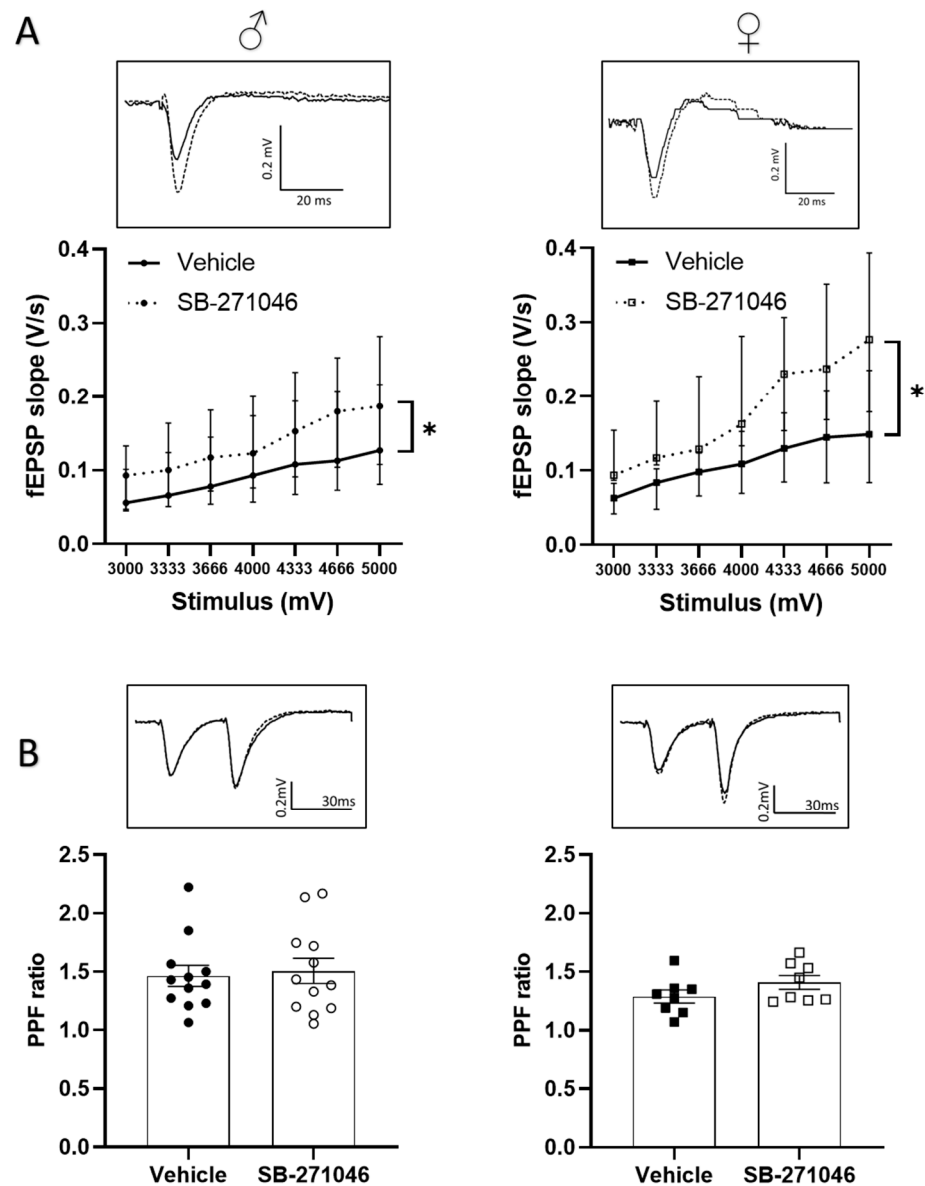 A
♂
♀
0.2 mV
20 ms
0.2 mV
20 ms
fEPSP slope (V/s)
0.4
0.3
0.2
0.1
0.0
Vehicle
SB-271046
*
3000 3333 3666 4000 4333 4666 5000
Stimulus (mV)
fEPSP slope (V/s)
0.4
0.3
0.2
0.1
0.0
Vehicle
SB-271046
*
3000 3333 3666 4000 4333 4666 5000
Stimulus (mV)
B
0.2mV
30ms
0.2mV
30ms
PPF ratio
2.5
2.0
1.5
1.0
0.5
0.0
Vehicle SB-271046
PPF ratio
2.5
2.0
1.5
1.0
0.5
0.0
Vehicle SB-271046